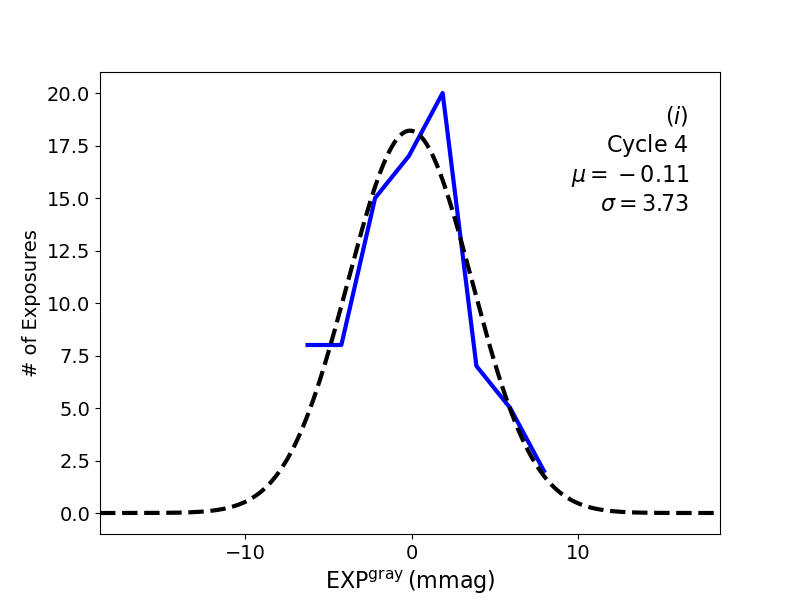 (i)
Cycle 4
μ = −0.11
σ = 3.73
# of Exposures
20.0
17.5
15.0
12.5
10.0
7.5
5.0
2.5
0.0
−10 0 10
EXP^gray (mmag)